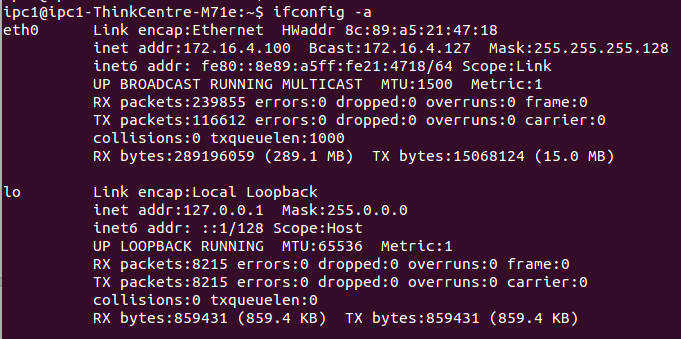 ipc1@ipc1-ThinkCentre-M71e:~$ ifconfig -a
eth0      Link encap:Ethernet  HWaddr 8c:89:a5:21:47:18
          inet addr:172.16.4.100  Bcast:172.16.4.127  Mask:255.255.255.128
          inet6 addr: fe80::8e89:a5ff:fe21:4718/64 Scope:Link
          UP BROADCAST RUNNING MULTICAST  MTU:1500  Metric:1
          RX packets:239855 errors:0 dropped:0 overruns:0 frame:0
          TX packets:116612 errors:0 dropped:0 overruns:0 carrier:0
          collisions:0 txqueuelen:1000
          RX bytes:289196059 (289.1 MB)  TX bytes:15068124 (15.0 MB)

lo        Link encap:Local Loopback
          inet addr:127.0.0.1  Mask:255.0.0.0
          inet6 addr: ::1/128 Scope:Host
          UP LOOPBACK RUNNING  MTU:65536  Metric:1
          RX packets:8215 errors:0 dropped:0 overruns:0 frame:0
          TX packets:8215 errors:0 dropped:0 overruns:0 carrier:0
          collisions:0 txqueuelen:0
          RX bytes:859431 (859.4 KB)  TX bytes:859431 (859.4 KB)